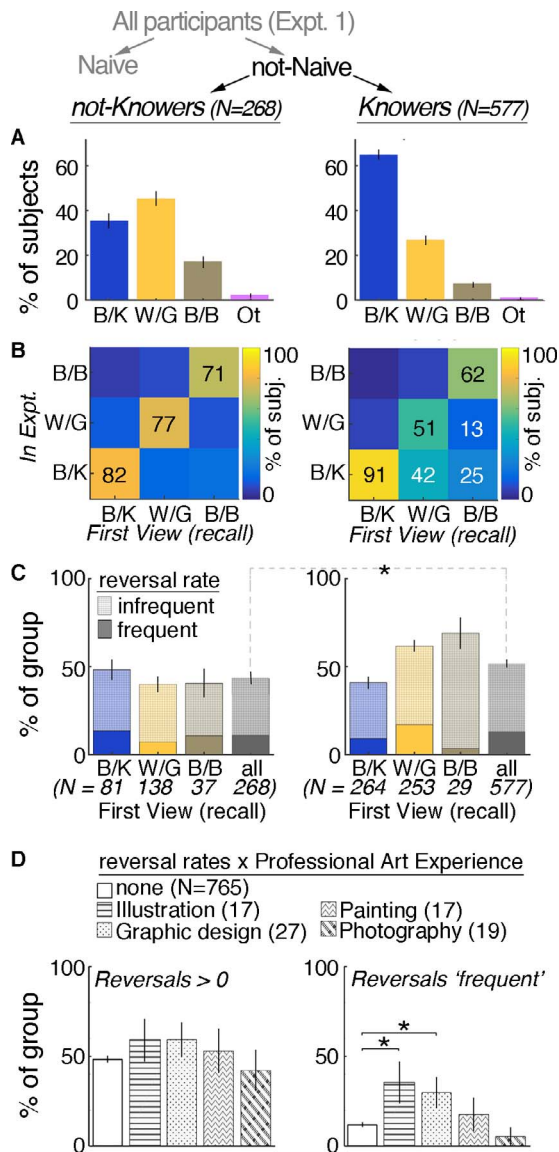 All participants (Expt. 1)
Naive
not-Naive
not-Knowers (N=268)
Knowers (N=577)
A
% of subjects
60
40
20
0
B/K W/G B/B Ot
60
40
20
0
B/K W/G B/B Ot
B
In Expt.
B/B
W/G
B/K
71
77
82
B/K W/G B/B
First View (recall)
100
% of subj.
0
B/B
W/G
B/K
62
51 13
91 42 25
B/K W/G B/B
First View (recall)
100
% of subj.
0
C
% of group
100
50
0
reversal rate
infrequent
frequent
B/K W/G B/B all
(N = 81 138 37 268)
First View (recall)
*
100
50
0
B/K W/G B/B all
(N = 264 253 29 577)
First View (recall)
D
reversal rates x Professional Art Experience
none (N=765)
Illustration (17) Painting (17)
Graphic design (27) Photography (19)
% of group
100
50
0
Reversals > 0
100
50
0
Reversals 'frequent'
*
*